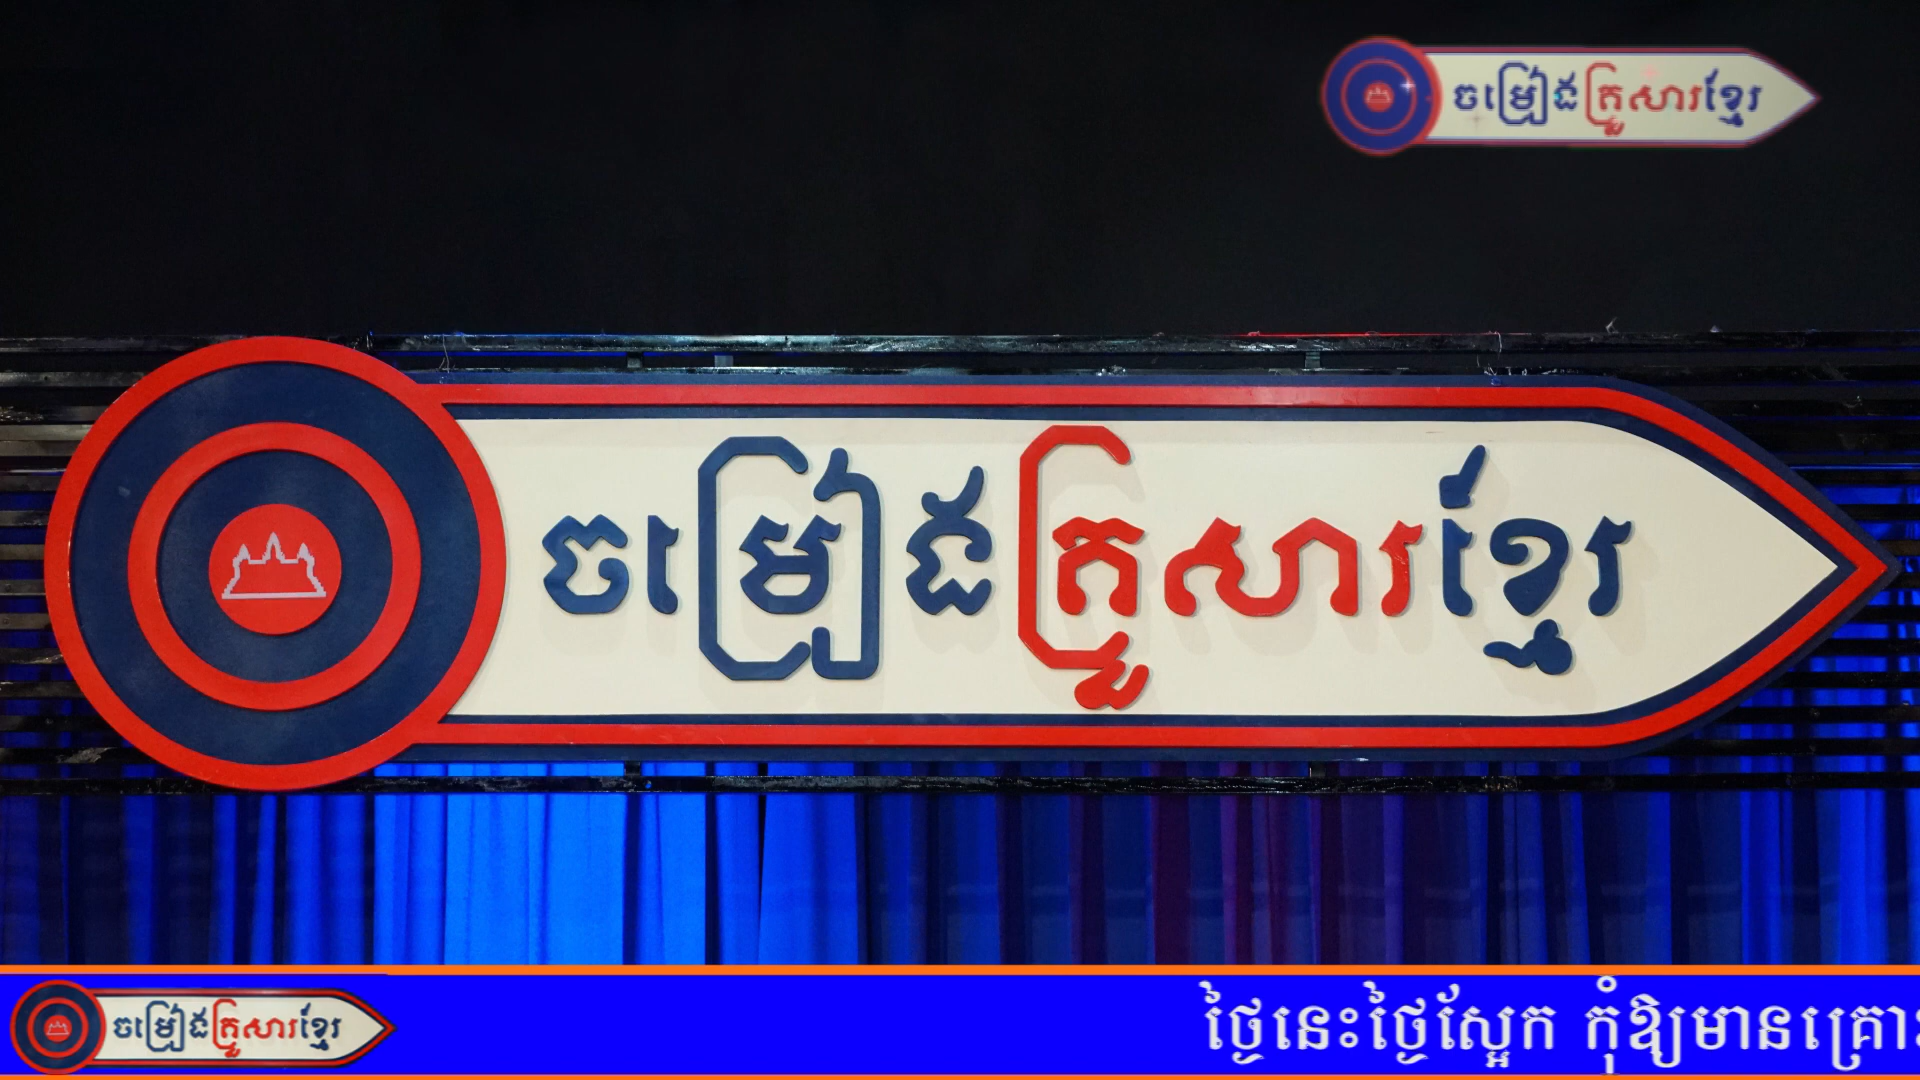 ចម្រៀងគ្រួសារខ្មែរ
ចម្រៀងគ្រួសារខ្មែរ
ចម្រៀងគ្រួសារខ្មែរ
ថ្ងៃនេះថ្ងៃស្អែក កុំឱ្យមានគ្រោះ